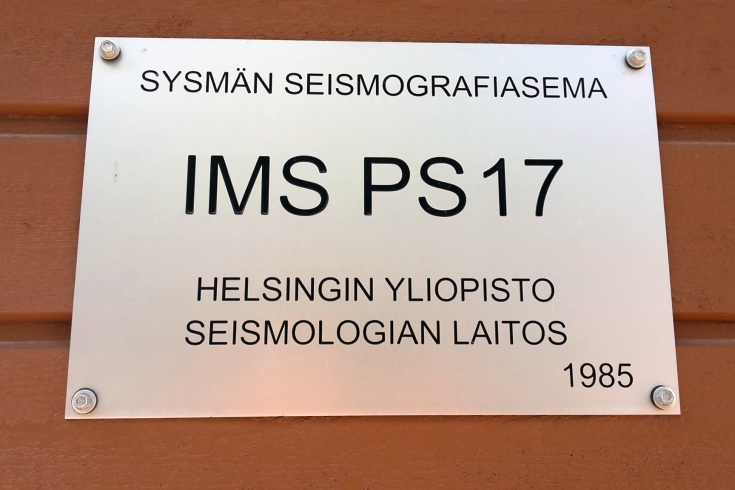 SYSMÄN SEISMOGRAFIASEMA
IMS PS17
HELSINGIN YLIOPISTO
SEISMOLOGIAN LAITOS
1985